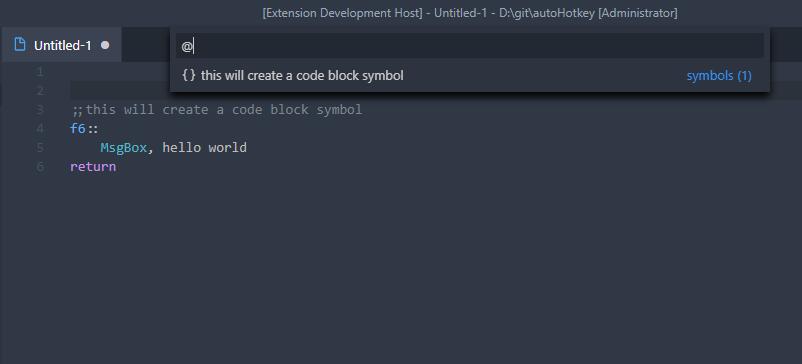 [Extension Development Host] - Untitled-1 - D:\git\autoHotkey [Administrator]
Untitled-1
@
{ } this will create a code block symbol symbols (1)
1
2
3 ;;this will create a code block symbol
4 f6::
5 MsgBox, hello world
6 return